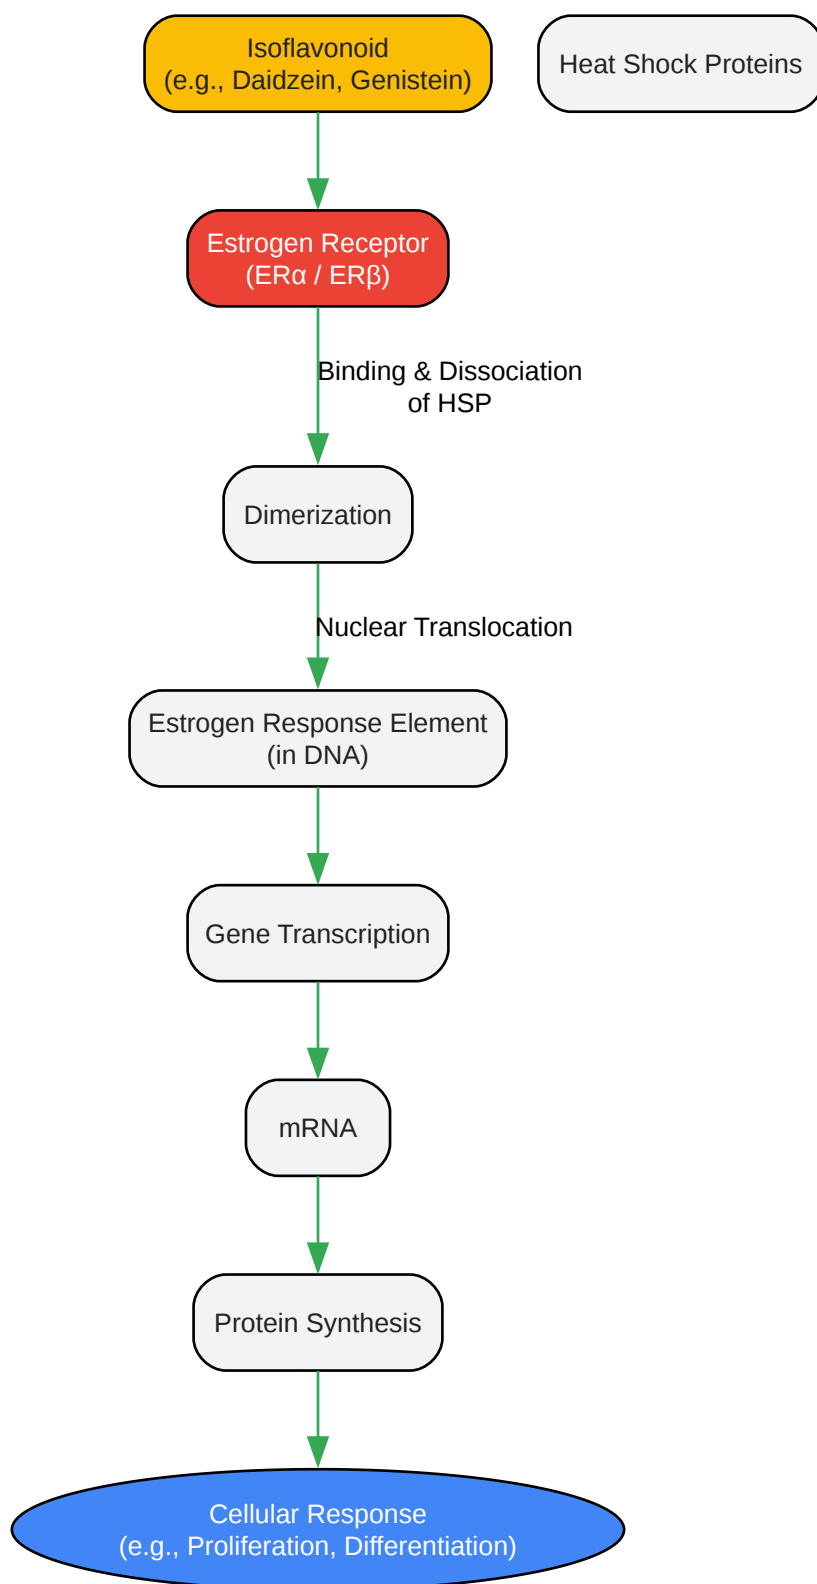 Isoflavonoid
(e.g., Daidzein, Genistein)
Heat Shock Proteins
Estrogen Receptor
(ERα / ERβ)
Binding & Dissociation
of HSP
Dimerization
Nuclear Translocation
Estrogen Response Element
(in DNA)
Gene Transcription
mRNA
Protein Synthesis
Cellular Response
(e.g., Proliferation, Differentiation)